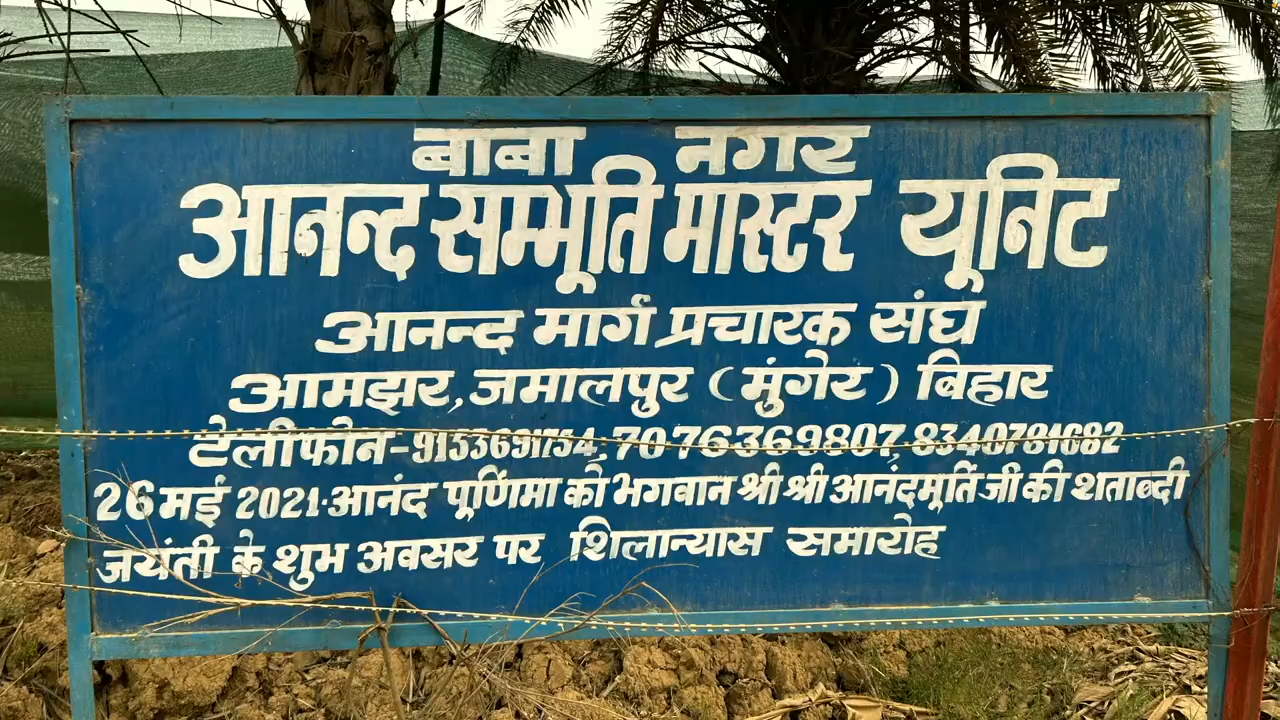 बाबा नगर
आनन्द सम्भूति मास्टर यूनिट
आनन्द मार्ग प्रचारक संघ
आमझर, जमालपुर (मुंगेर) बिहार
टेलीफोन-9153691754, 7076369807, 8340781682
26 मई 2021·आनंद पूर्णिमा को भगवान श्री श्री आनंदमूर्ति जी की शताब्दी
जयंती के शुभ अवसर पर शिलान्यास समारोह